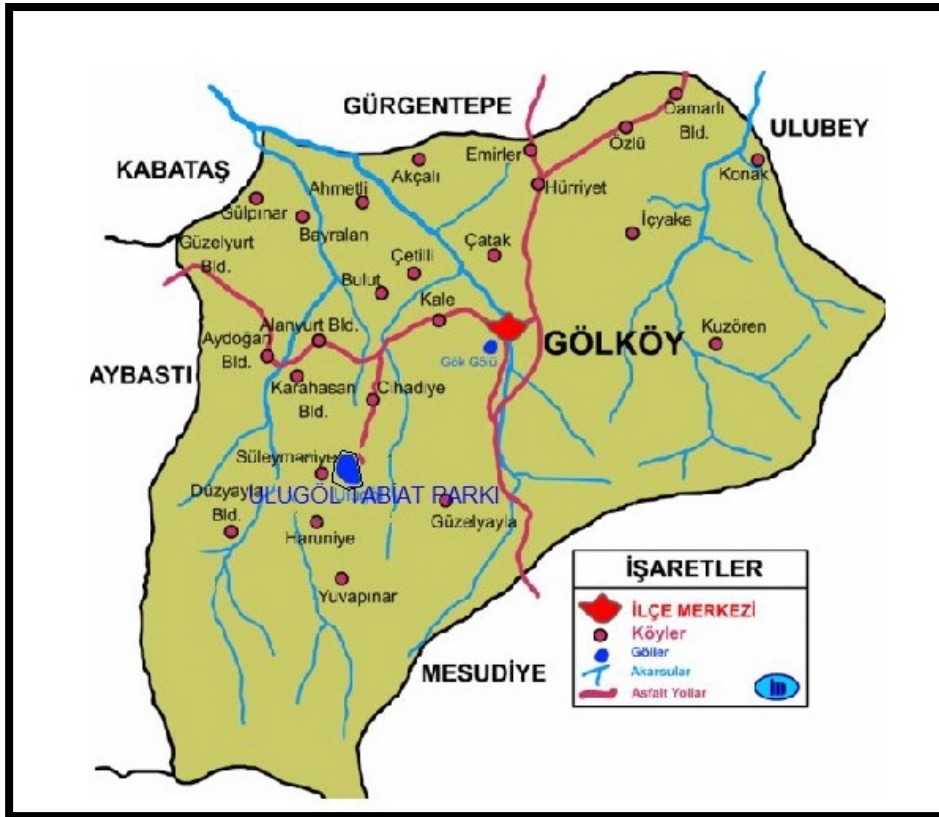 GÜRGENTEPE
Damarlı
Bld.
ULUBEY
Özlü
Emirler
KABATAŞ
Akçalı
Konak
Ahmetli
Hürriyet
Gülpınar
Bayralan
İçyaka
Güzelyurt
Bld.
Çetilli
Çatak
Bulut
Kale
Alanyurt Bld.
Kuzören
GÖLKÖY
Aydoğan
Bld.
Gök Gölü
AYBASTI
Karahasan
Bld.
Cihadiye
Süleymaniye
Düzyayla
Bld.
ULUGÖL TABİAT PARKI
Güzelyayla
Haruniye
Yuvapınar
MESUDİYE
İŞARETLER
İLÇE MERKEZİ
Köyler
Göller
Akarsular
Asfalt Yollar